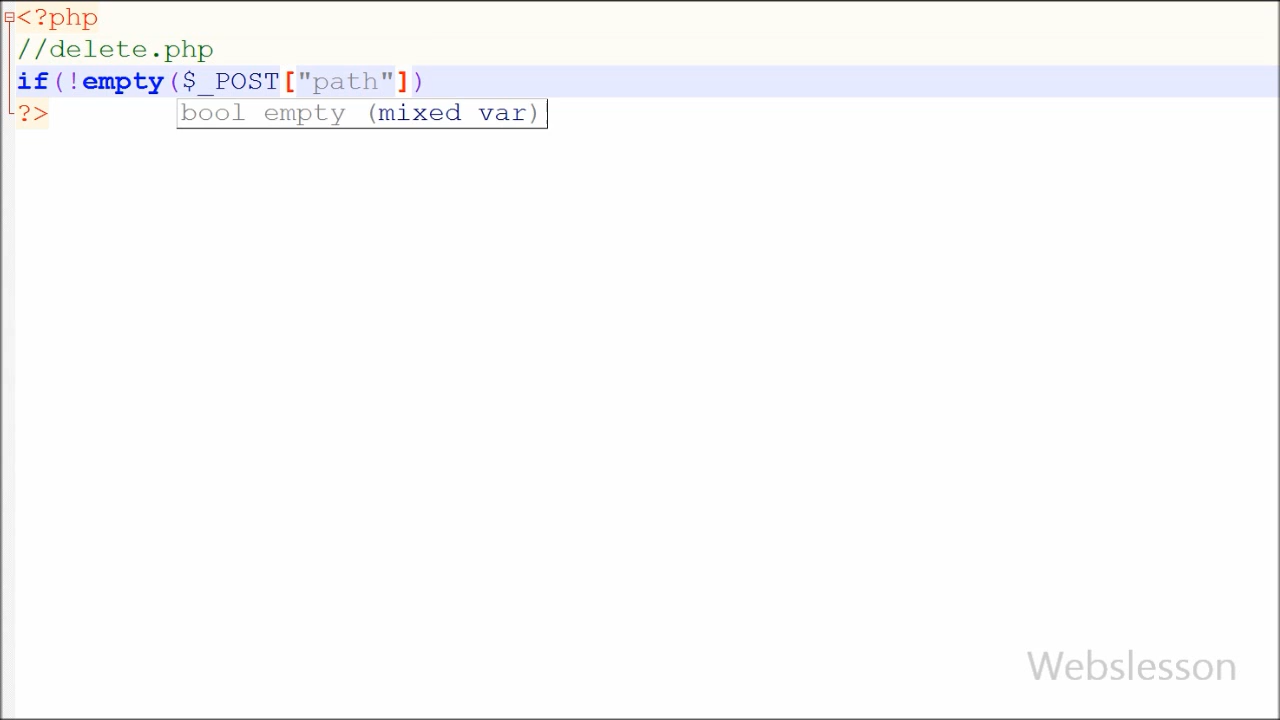 <?php
//delete.php
if(!empty($_POST["path"])
?>
bool empty (mixed var)
Webslesson